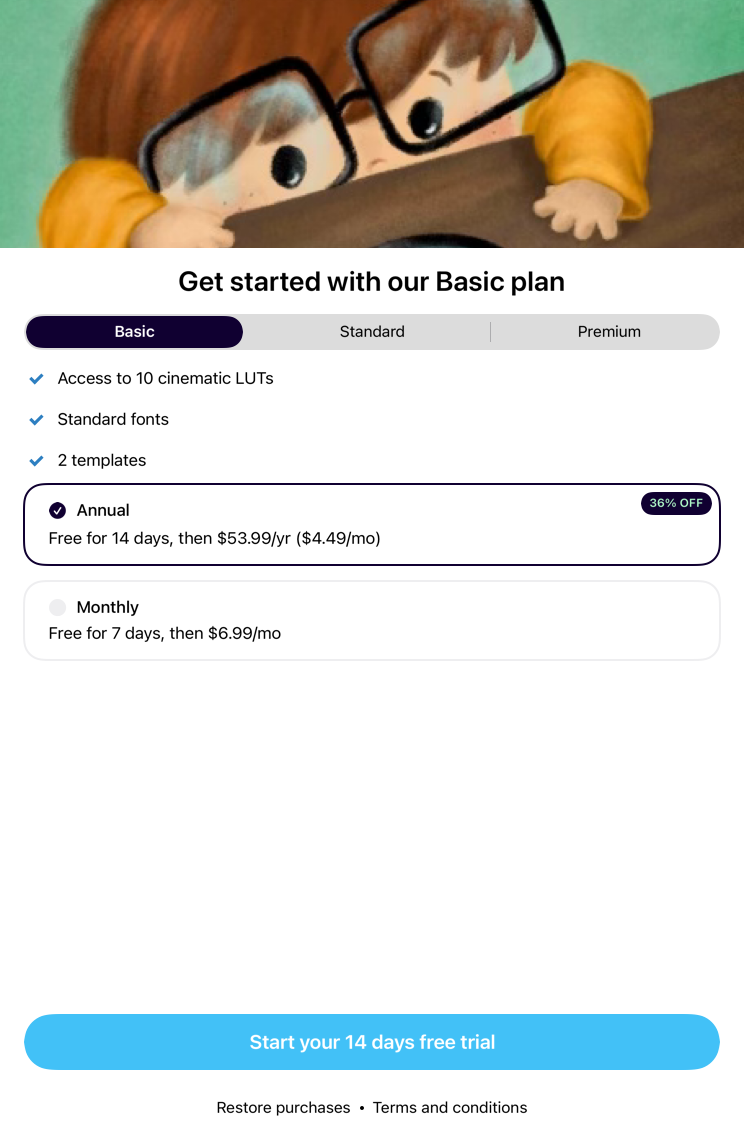 Get started with our Basic plan
Basic
Standard
Premium
Access to 10 cinematic LUTs
Standard fonts
2 templates
Annual
36% OFF
Free for 14 days, then $53.99/yr ($4.49/mo)
Monthly
Free for 7 days, then $6.99/mo
Start your 14 days free trial
Restore purchases • Terms and conditions